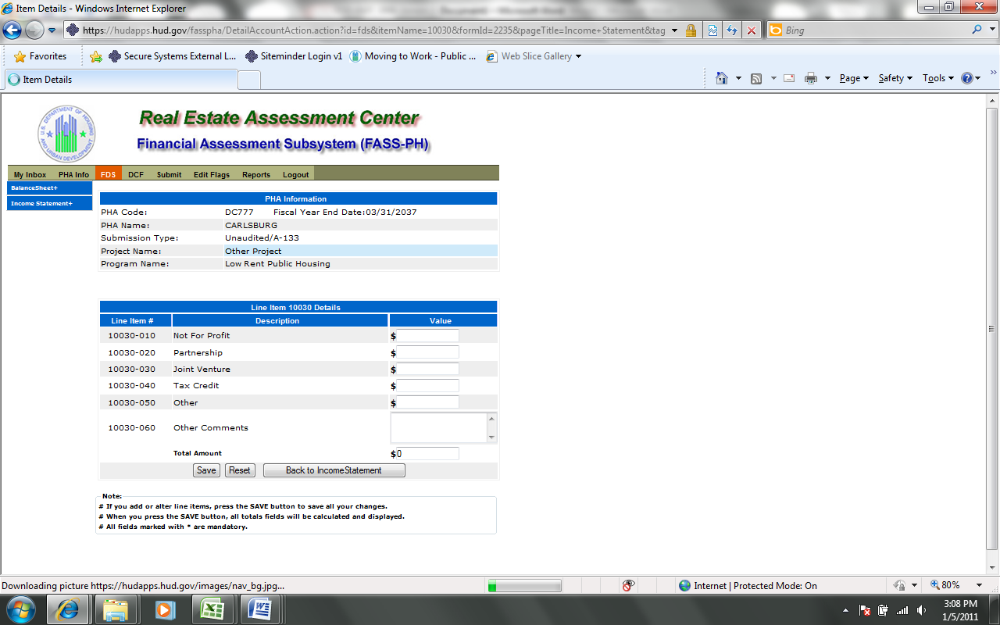 Item Details - Windows Internet Explorer
https://hudapps.hud.gov/fasspha/DetailAccountAction.action?id=fds&itemName=10030&formId=2235&pageTitle=Income+Statement&tag
Bing
Favorites
Secure Systems External L...
Siteminder Login v1
Moving to Work - Public ...
Web Slice Gallery
Item Details
Page
Safety
Tools
Real Estate Assessment Center
Financial Assessment Subsystem (FASS-PH)
U.S. DEPARTMENT OF HOUSING AND URBAN DEVELOPMENT
My Inbox PHA Info FDS DCF Submit Edit Flags Reports Logout
BalanceSheet+
Income Statement+
PHA Information
PHA Code: DC777 Fiscal Year End Date:03/31/2037
PHA Name: CARLSBURG
Submission Type: Unaudited/A-133
Project Name: Other Project
Program Name: Low Rent Public Housing
Line Item 10030 Details
Line Item # Description Value
10030-010 Not For Profit $
10030-020 Partnership $
10030-030 Joint Venture $
10030-040 Tax Credit $
10030-050 Other $
10030-060 Other Comments
Total Amount $0
Save Reset Back to IncomeStatement
Note:
# If you add or alter line items, press the SAVE button to save all your changes.
# When you press the SAVE button, all totals fields will be calculated and displayed.
# All fields marked with * are mandatory.
Downloading picture https://hudapps.hud.gov/images/nav_bg.jpg...
Internet | Protected Mode: On
80%
3:08 PM
1/5/2011